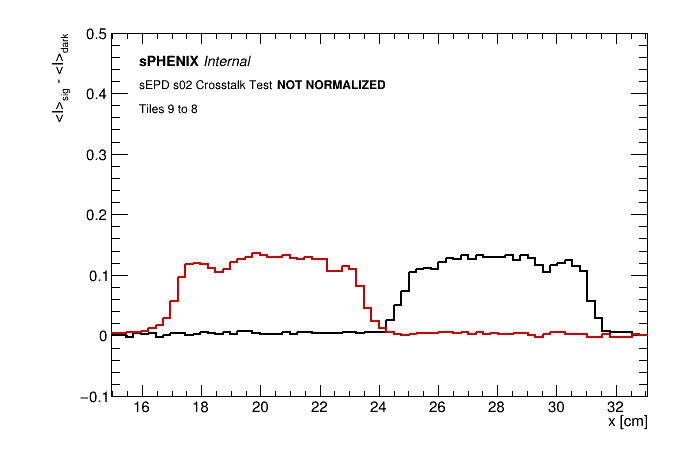 <I>sig - <I>dark
0.5
0.4
0.3
0.2
0.1
0
−0.1
sPHENIX Internal
sEPD s02 Crosstalk Test NOT NORMALIZED
Tiles 9 to 8
16 18 20 22 24 26 28 30 32
x [cm]